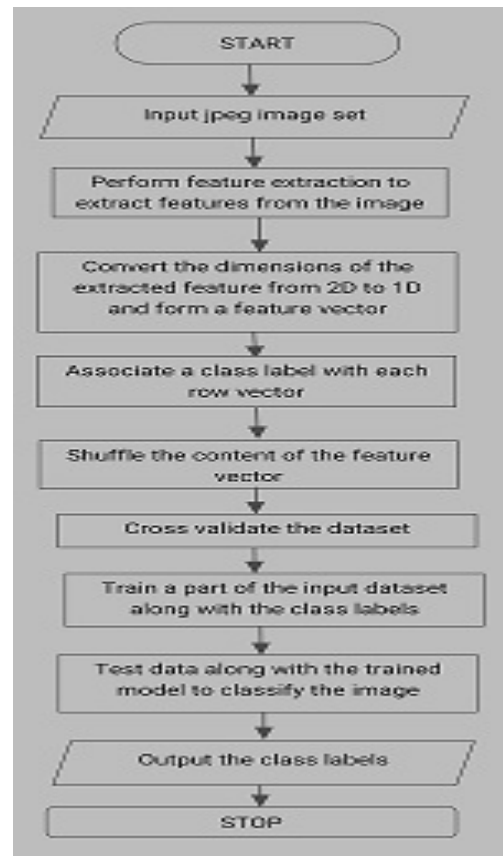 START
Input jpeg image set
Perform feature extraction to
extract features from the image
Convert the dimensions of the
extracted feature from 2D to 1D
and form a feature vector
Associate a class label with each
row vector
Shuffle the content of the feature
vector
Cross validate the dataset
Train a part of the input dataset
along with the class labels
Test data along with the trained
model to classify the image
Output the class labels
STOP